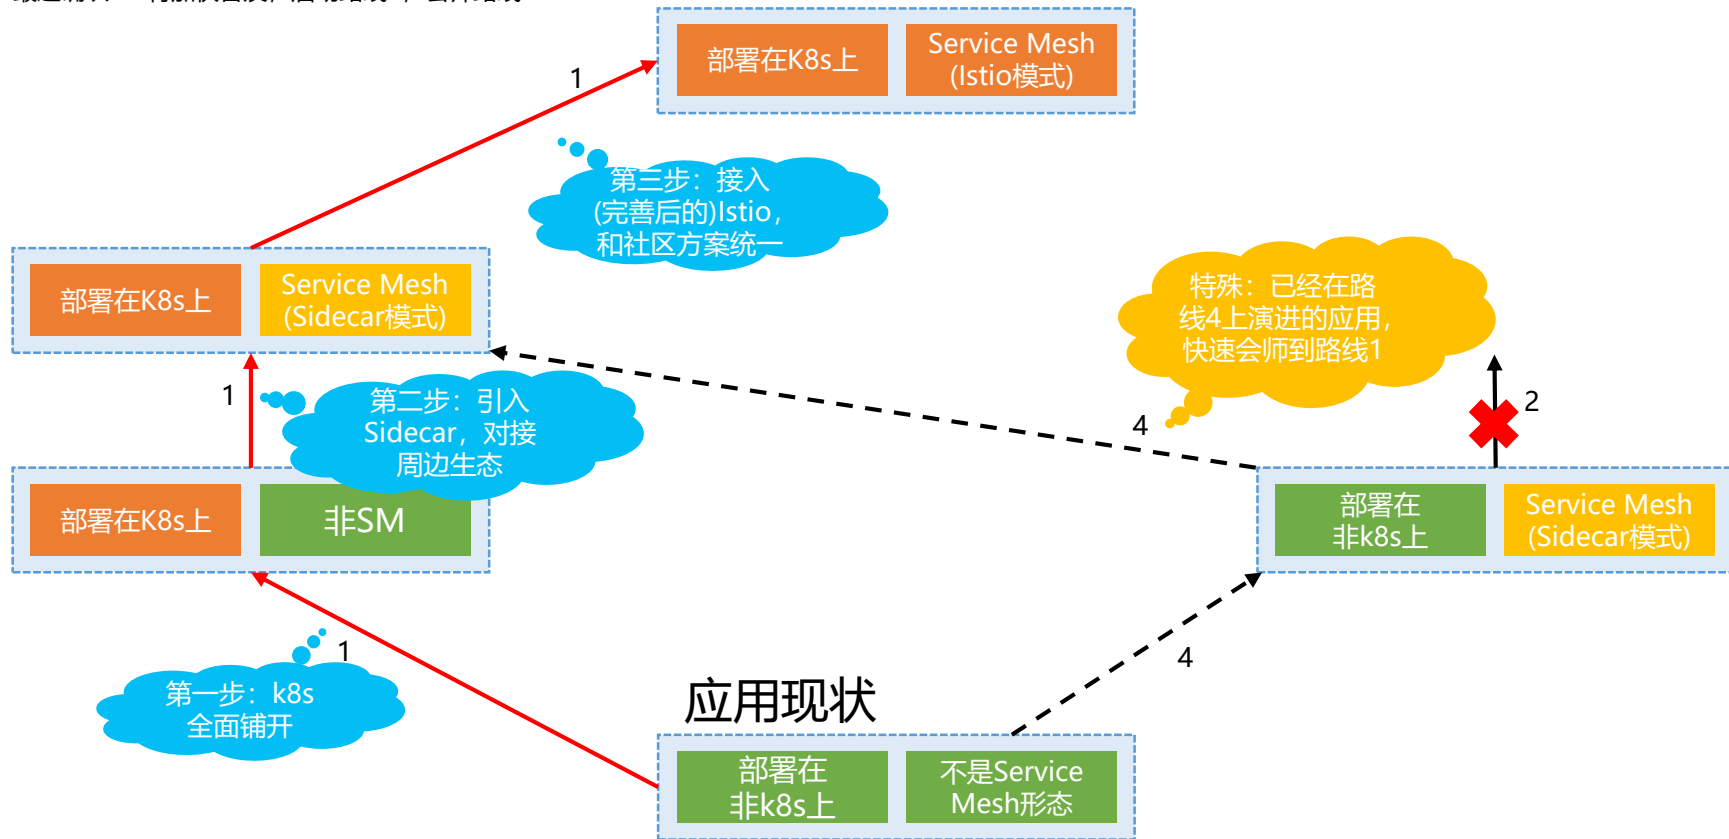 部署在K8s上
Service Mesh
(Istio模式)
1
第三步：接入
(完善后的)Istio，
和社区方案统一
部署在K8s上
Service Mesh
(Sidecar模式)
特殊：已经在路
线4上演进的应用，
快速会师到路线1
1
第二步：引入
Sidecar，对接
周边生态
4
2
部署在K8s上
非SM
部署在
非k8s上
Service Mesh
(Sidecar模式)
1
4
第一步：k8s
全面铺开
应用现状
部署在
非k8s上
不是Service
Mesh形态